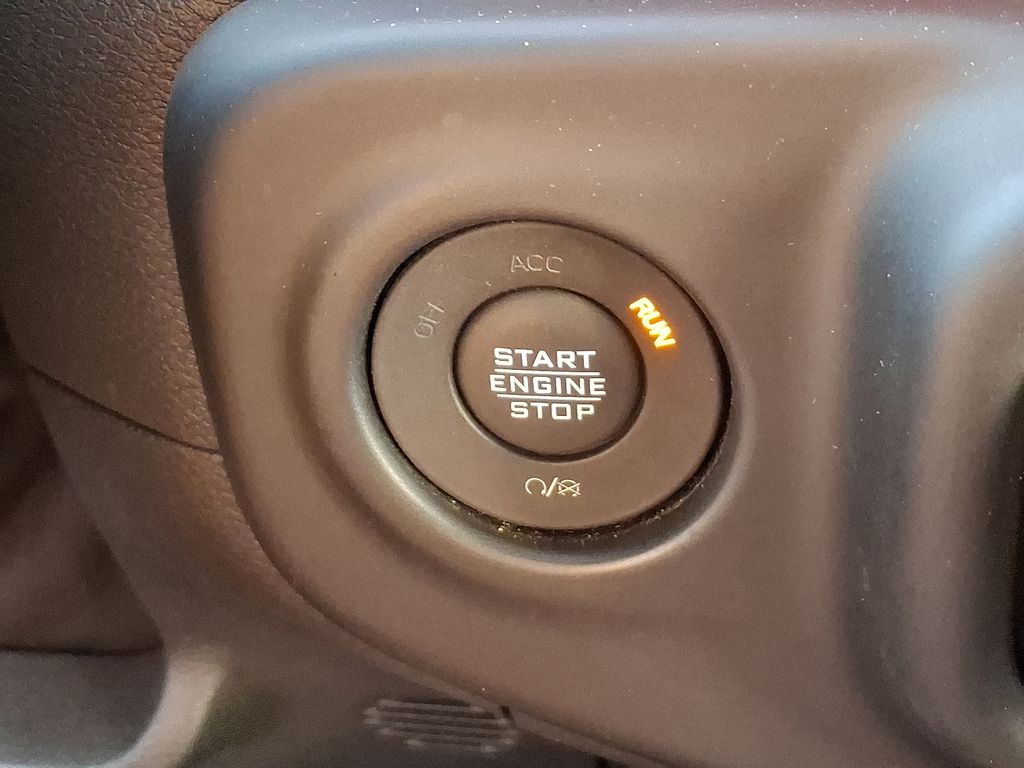 ACC
OFF
RUN
START
ENGINE
STOP